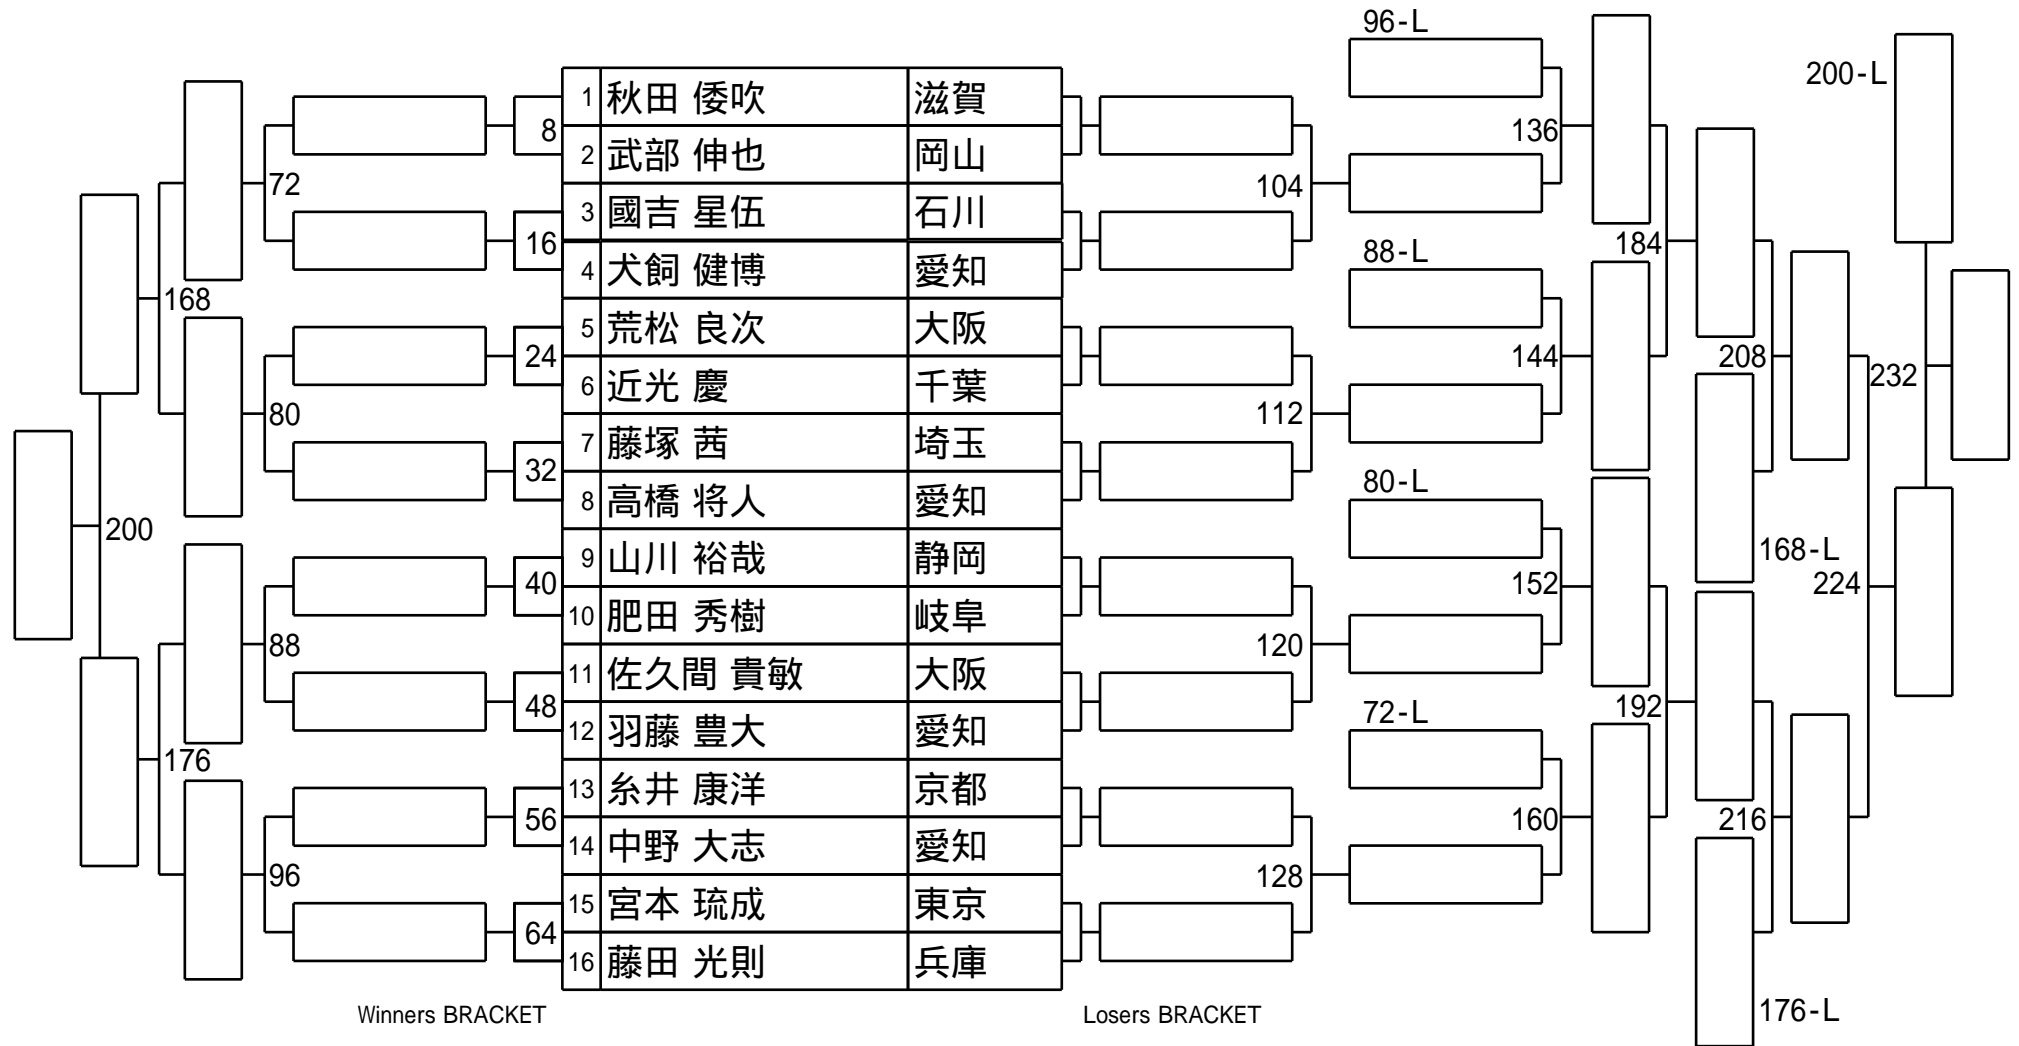 96-L
200-L
1 秋田 倭吹 滋賀
8
136
2 武部 伸也 岡山
72
104
3 國吉 星伍 石川
16
184
4 犬飼 健博 愛知
88-L
168
5 荒松 良次 大阪
24
144
208
232
6 近光 慶 千葉
80
112
7 藤塚 茜 埼玉
32
80-L
8 高橋 将人 愛知
200
168-L
9 山川 裕哉 静岡
40
152
224
10 肥田 秀樹 岐阜
88
120
11 佐久間 貴敏 大阪
48
72-L
192
12 羽藤 豊大 愛知
176
13 糸井 康洋 京都
56
160
216
14 中野 大志 愛知
96
128
15 宮本 琉成 東京
64
16 藤田 光則 兵庫
Winners BRACKET
Losers BRACKET
176-L